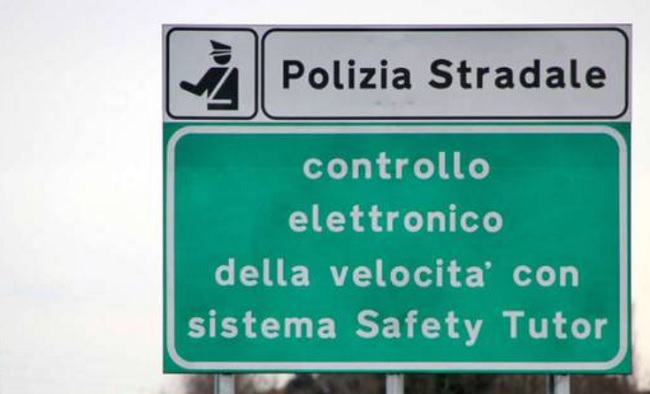 Polizia Stradale
controllo
elettronico
della velocita' con
sistema Safety Tutor